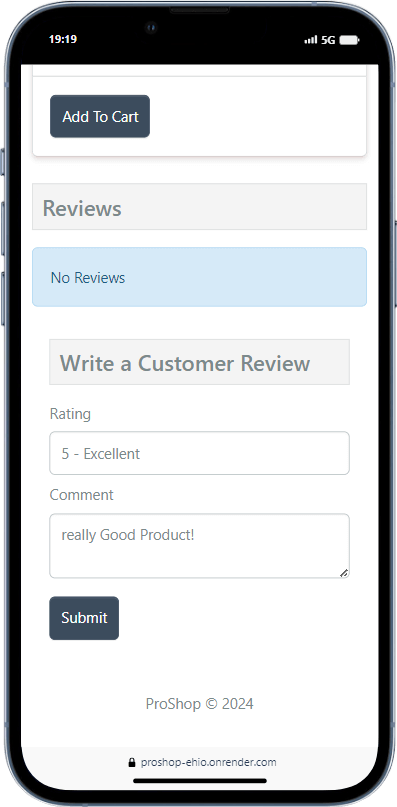 19:19
5G
Add To Cart
Reviews
No Reviews
Write a Customer Review
Rating
5 - Excellent
Comment
really Good Product!
Submit
ProShop © 2024
proshop-ehio.onrender.com